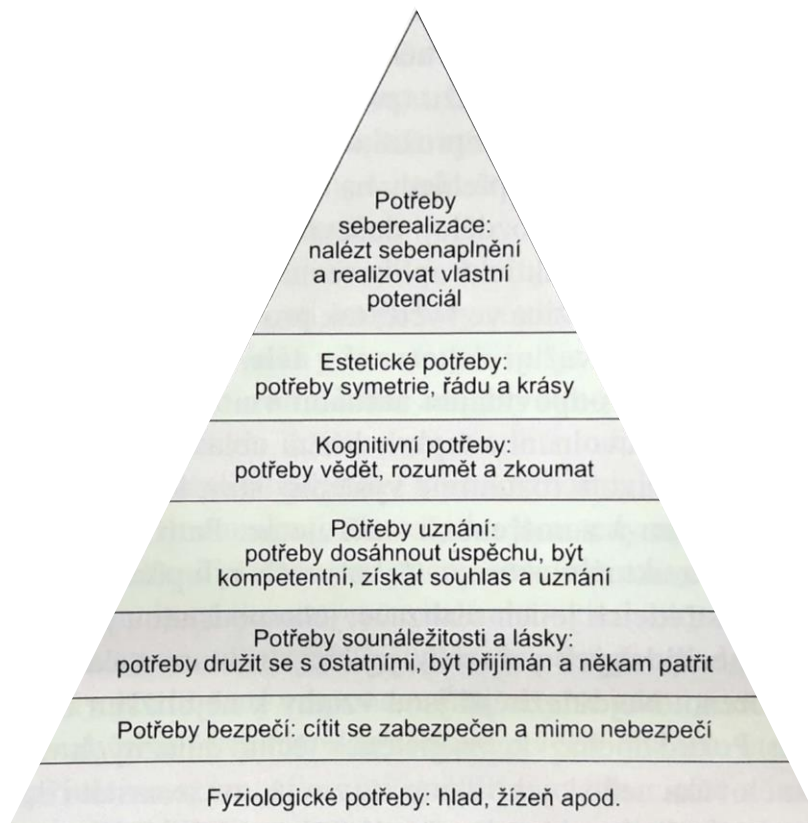 Potřeby
seberealizace:
nalézt sebenaplnění
a realizovat vlastní
potenciál
Estetické potřeby:
potřeby symetrie, řádu a krásy
Kognitivní potřeby:
potřeby vědět, rozumět a zkoumat
Potřeby uznání:
potřeby dosáhnout úspěchu, být
kompetentní, získat souhlas a uznání
Potřeby sounáležitosti a lásky:
potřeby družit se s ostatními, být přijímán a někam patřit
Potřeby bezpečí: cítit se zabezpečen a mimo nebezpečí
Fyziologické potřeby: hlad, žízeň apod.